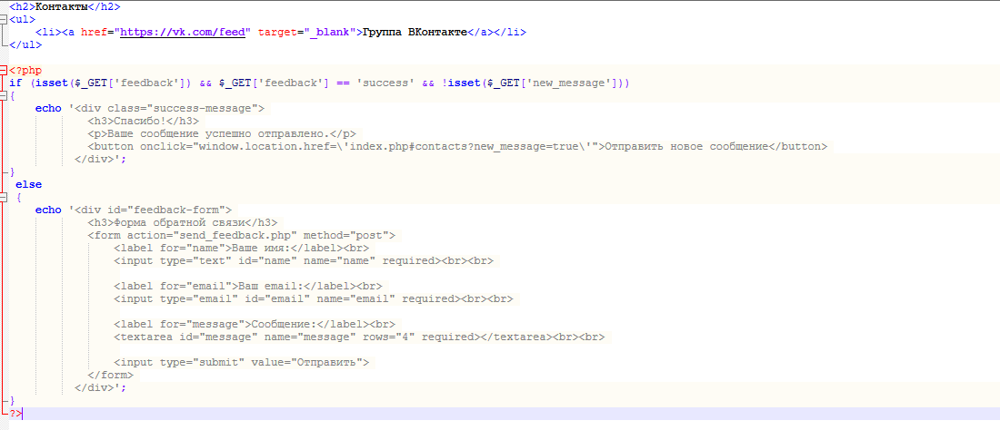 <h2>Контакты</h2>
<ul>
    <li><a href="https://vk.com/feed" target="_blank">Группа ВКонтакте</a></li>
</ul>

<?php
if (isset($_GET['feedback']) && $_GET['feedback'] == 'success' && !isset($_GET['new_message']))
{
    echo '<div class="success-message">
            <h3>Спасибо!</h3>
            <p>Ваше сообщение успешно отправлено.</p>
            <button onclick="window.location.href=\'index.php#contacts?new_message=true\'">Отправить новое сообщение</button>
          </div>';
}
 else
 {
    echo '<div id="feedback-form">
            <h3>Форма обратной связи</h3>
            <form action="send_feedback.php" method="post">
                <label for="name">Ваше имя:</label><br>
                <input type="text" id="name" name="name" required><br><br>

                <label for="email">Ваш email:</label><br>
                <input type="email" id="email" name="email" required><br><br>

                <label for="message">Сообщение:</label><br>
                <textarea id="message" name="message" rows="4" required></textarea><br><br>

                <input type="submit" value="Отправить">
            </form>
          </div>';
}
?>